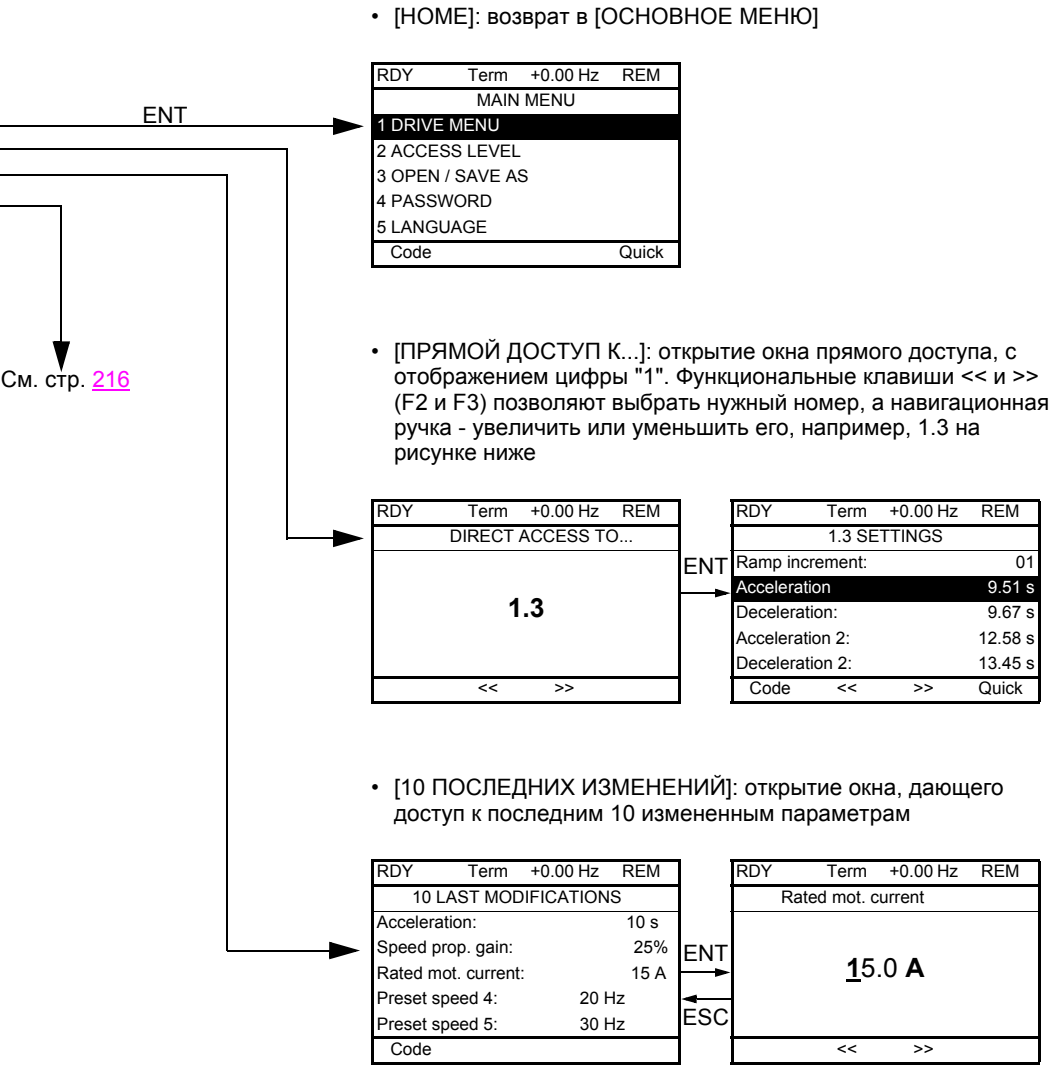 • [HOME]: возврат в [ОСНОВНОЕ МЕНЮ]
RDY Term +0.00 Hz REM
MAIN MENU
ENT
1 DRIVE MENU
2 ACCESS LEVEL
3 OPEN / SAVE AS
4 PASSWORD
5 LANGUAGE
Code Quick
См. стр. 216
• [ПРЯМОЙ ДОСТУП К...]: открытие окна прямого доступа, с
отображением цифры "1". Функциональные клавиши << и >>
(F2 и F3) позволяют выбрать нужный номер, а навигационная
ручка - увеличить или уменьшить его, например, 1.3 на
рисунке ниже
RDY Term +0.00 Hz REM
DIRECT ACCESS TO...
1.3
<< >>
ENT
RDY Term +0.00 Hz REM
1.3 SETTINGS
Ramp increment: 01
Acceleration 9.51 s
Deceleration: 9.67 s
Acceleration 2: 12.58 s
Deceleration 2: 13.45 s
Code << >> Quick
• [10 ПОСЛЕДНИХ ИЗМЕНЕНИЙ]: открытие окна, дающего
доступ к последним 10 измененным параметрам
RDY Term +0.00 Hz REM
10 LAST MODIFICATIONS
Acceleration: 10 s
Speed prop. gain: 25%
Rated mot. current: 15 A
Preset speed 4: 20 Hz
Preset speed 5: 30 Hz
Code
ENT
ESC
RDY Term +0.00 Hz REM
Rated mot. current
15.0 A
<< >>